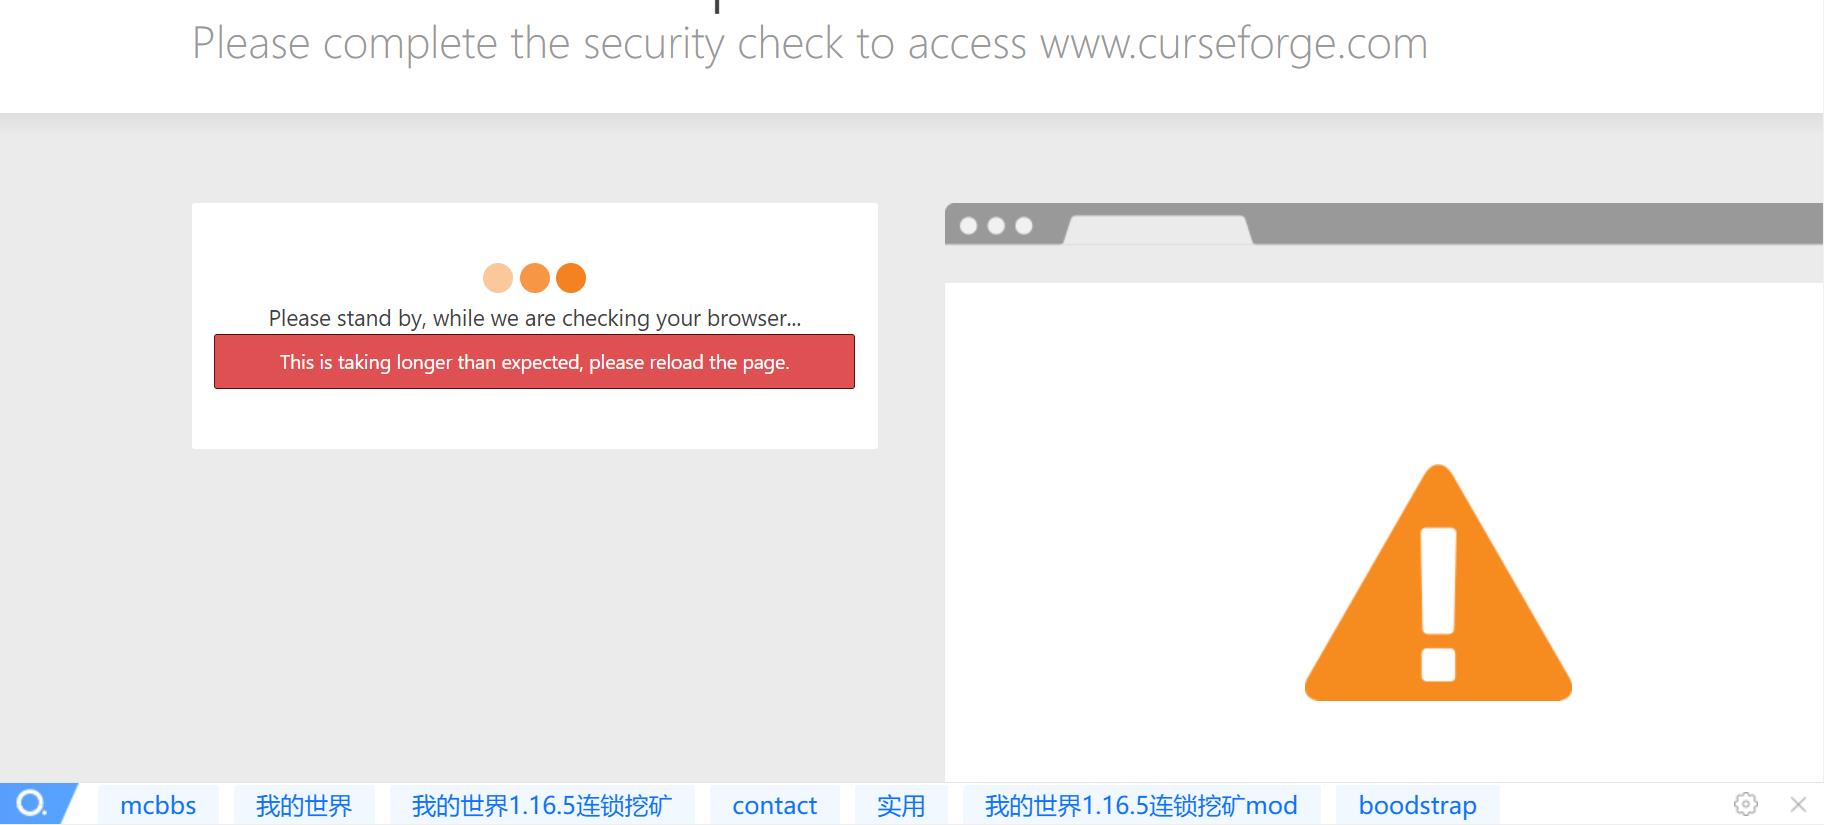 Please complete the security check to access www.curseforge.com
Please stand by, while we are checking your browser...
This is taking longer than expected, please reload the page.
mcbbs
我的世界
我的世界1.16.5连锁挖矿
contact
实用
我的世界1.16.5连锁挖矿mod
boodstrap